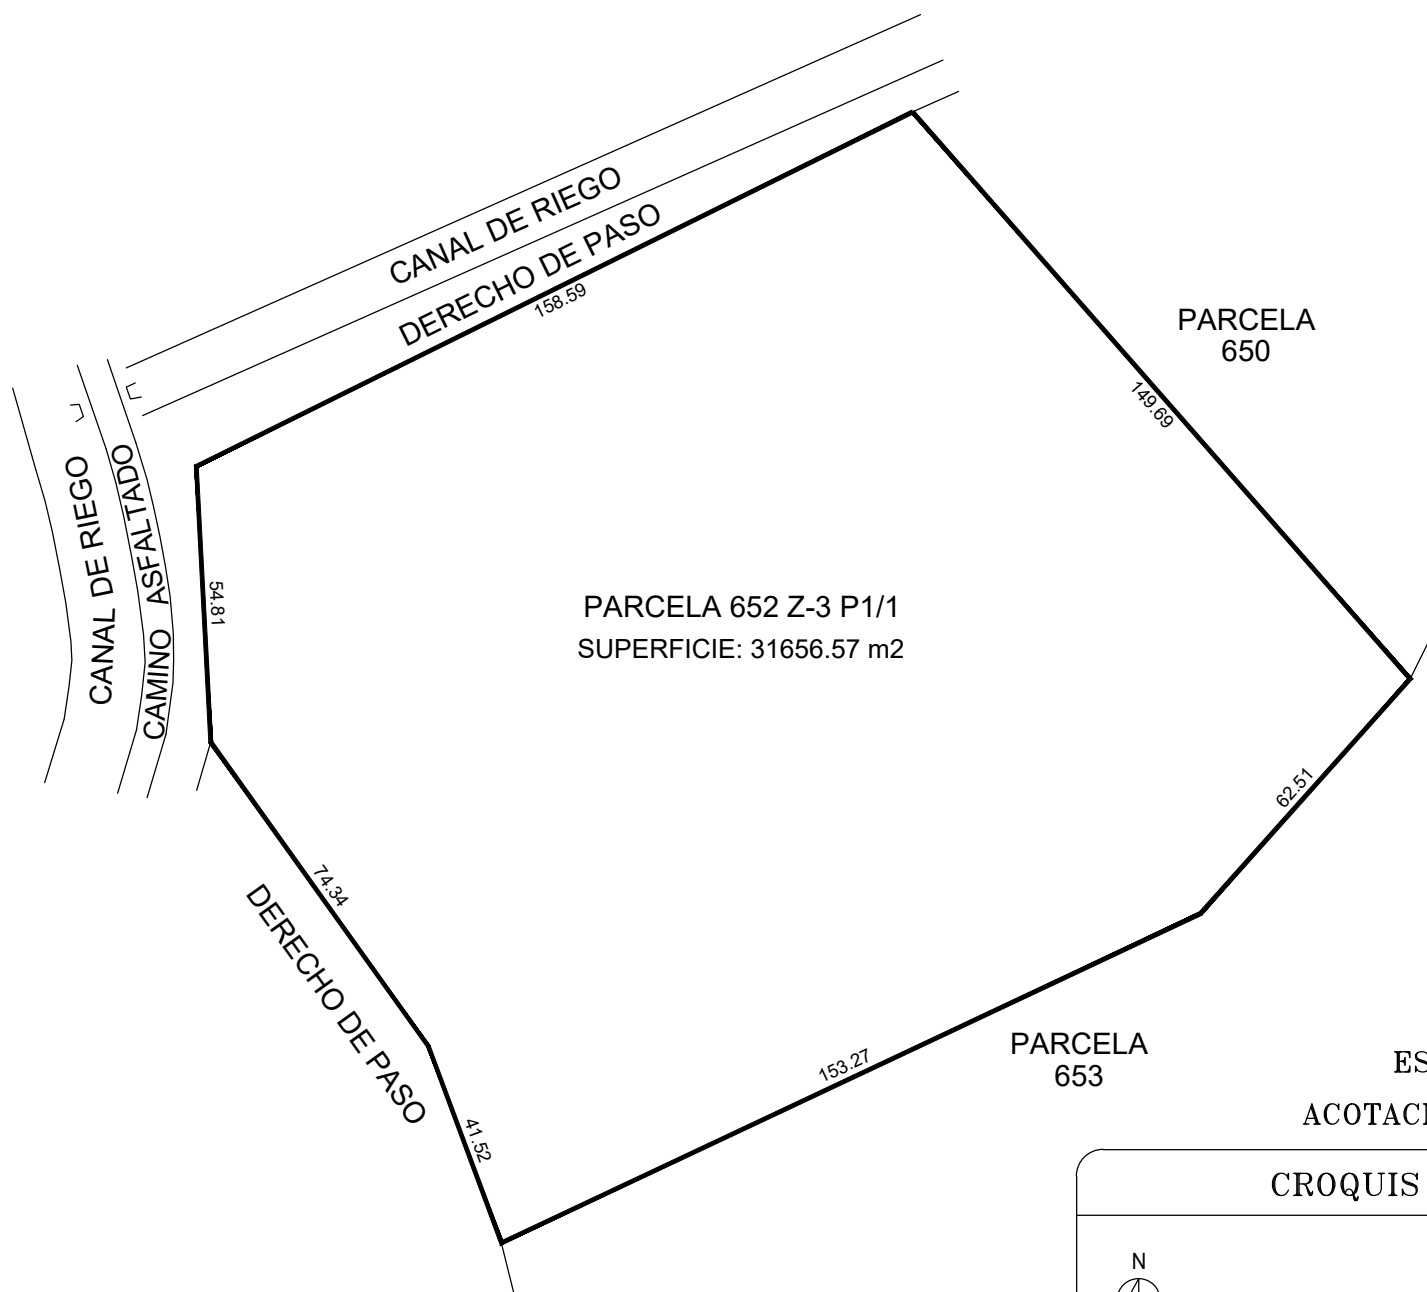 CANAL DE RIEGO
DERECHO DE PASO
158.59
PARCELA
650
149.69
CANAL DE RIEGO
CAMINO ASFALTADO
54.81
PARCELA 652 Z-3 P1/1
SUPERFICIE: 31656.57 m2
62.51
74.34
DERECHO DE PASO
41.52
153.27
PARCELA
653
CROQUIS
N